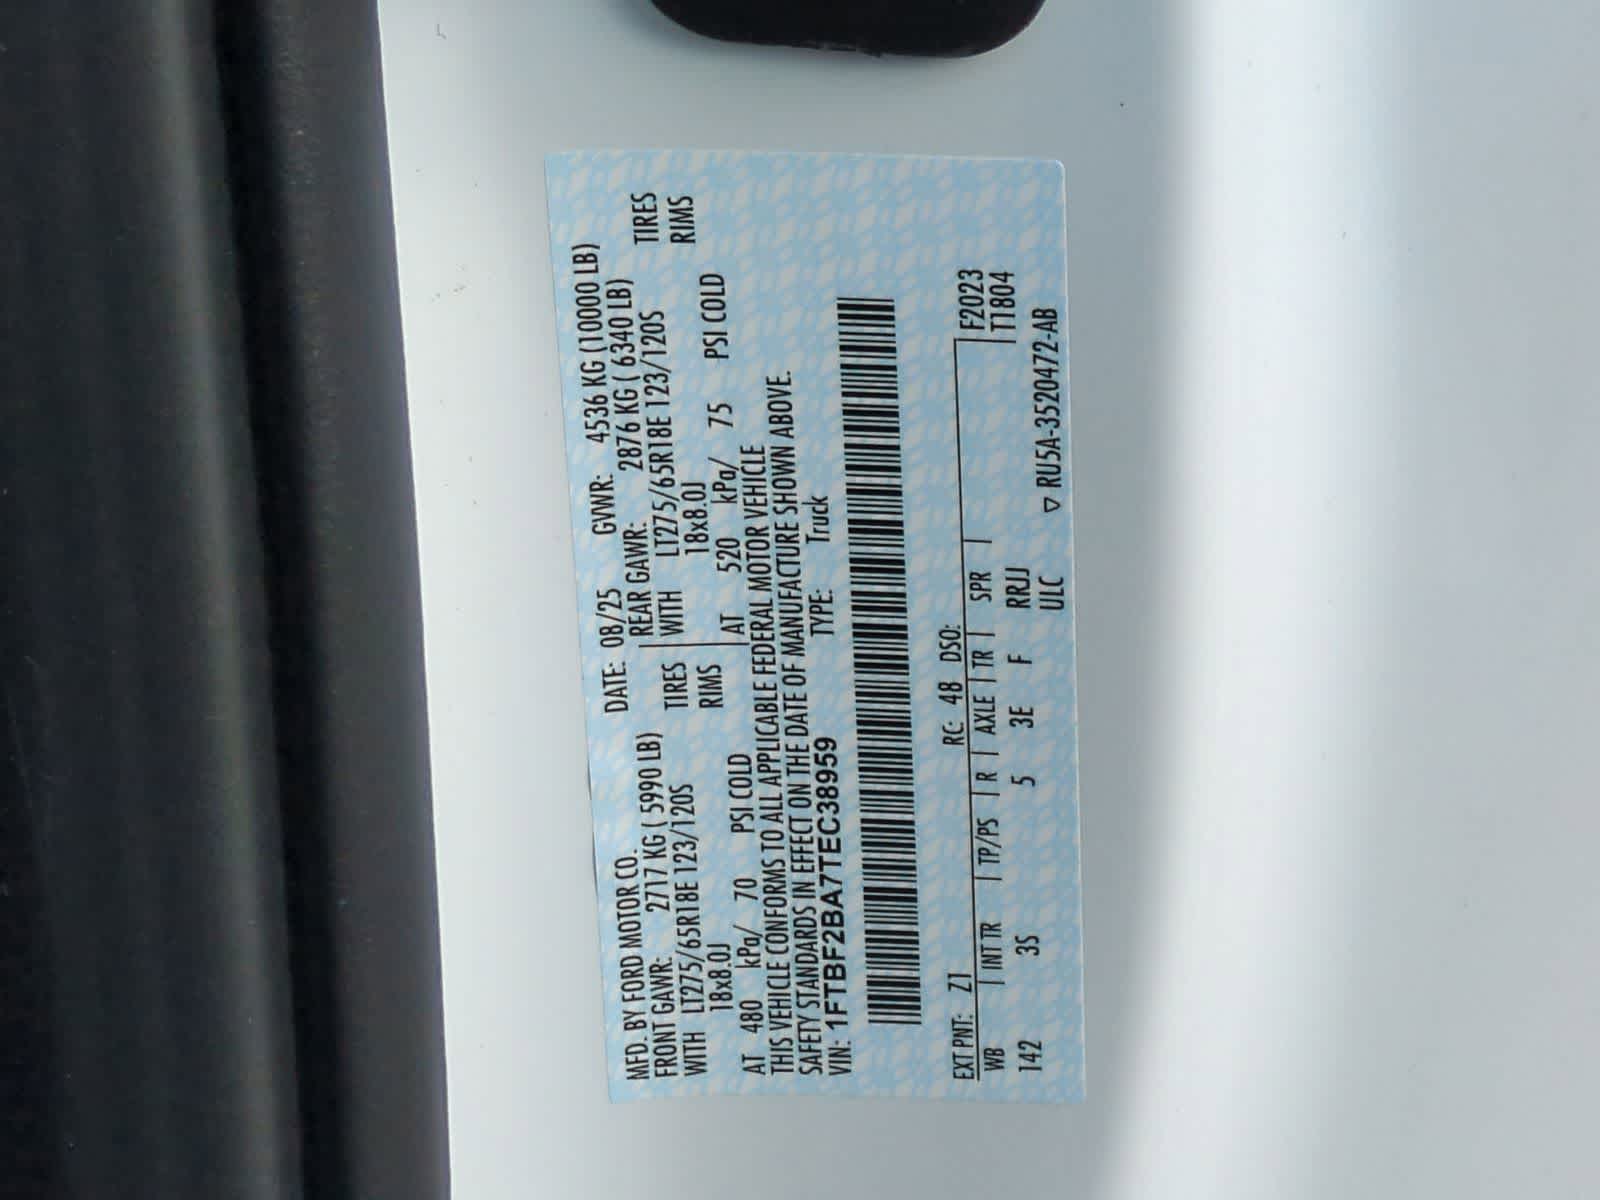 MFD. BY FORD MOTOR CO. DATE: 08/25 GVWR: 4536 KG (10000 LB)
FRONT GAWR: 2717 KG ( 5990 LB) REAR GAWR: 2876 KG ( 6340 LB)
WITH LT275/65R18E 123/120S TIRES WITH LT275/65R18E 123/120S TIRES
18x8.0J RIMS 18x8.0J RIMS
AT 480 kPa/ 70 PSI COLD AT 520 kPa/ 75 PSI COLD
THIS VEHICLE CONFORMS TO ALL APPLICABLE FEDERAL MOTOR VEHICLE
SAFETY STANDARDS IN EFFECT ON THE DATE OF MANUFACTURE SHOWN ABOVE.
VIN: 1FTBF2BA7TEC38959 TYPE: Truck
EXT PNT: Z1 RC: 48 DSO: F2023
WB | INT TR | TP/PS | R | AXLE | TR | SPR | T1804
142 3S 5 3E F RRJJ
ULC ▽ RU5A-3520472-AB